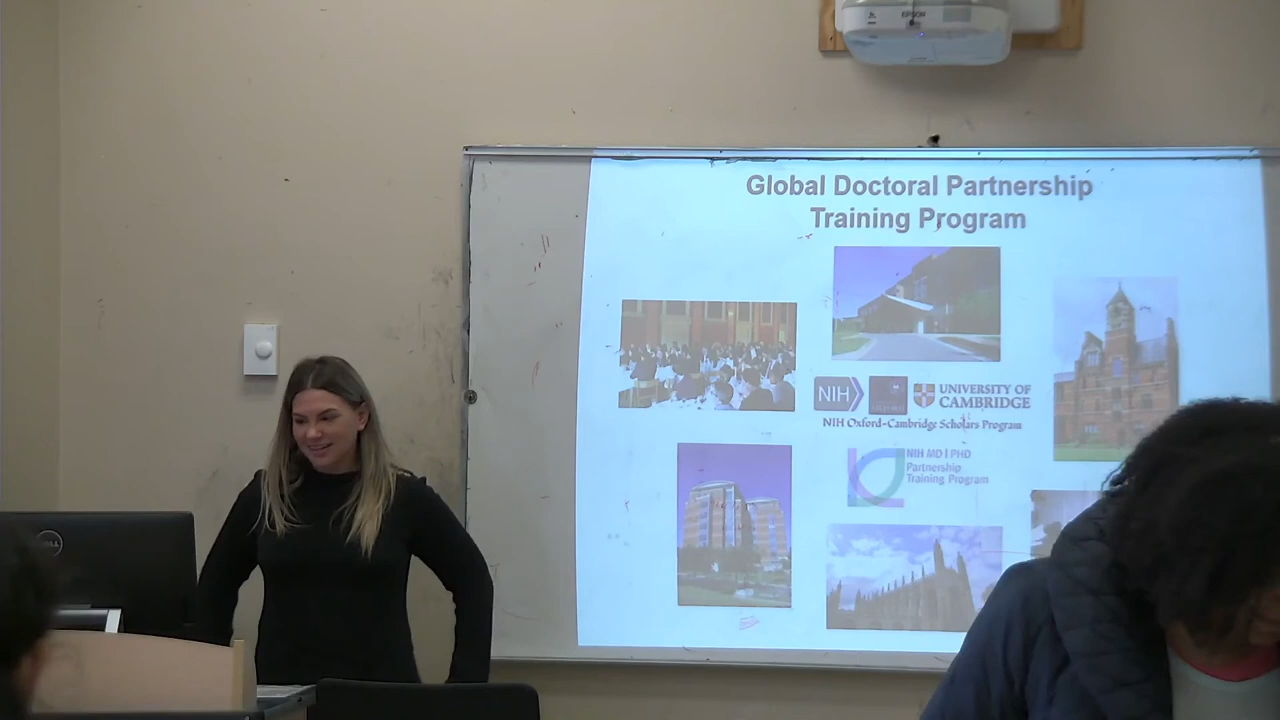 EPSON
Global Doctoral Partnership
Training Program
NIH
UNIVERSITY OF
CAMBRIDGE
NIH Oxford-Cambridge Scholars Program
NIH MD | PHD
Partnership
Training Program
DELL